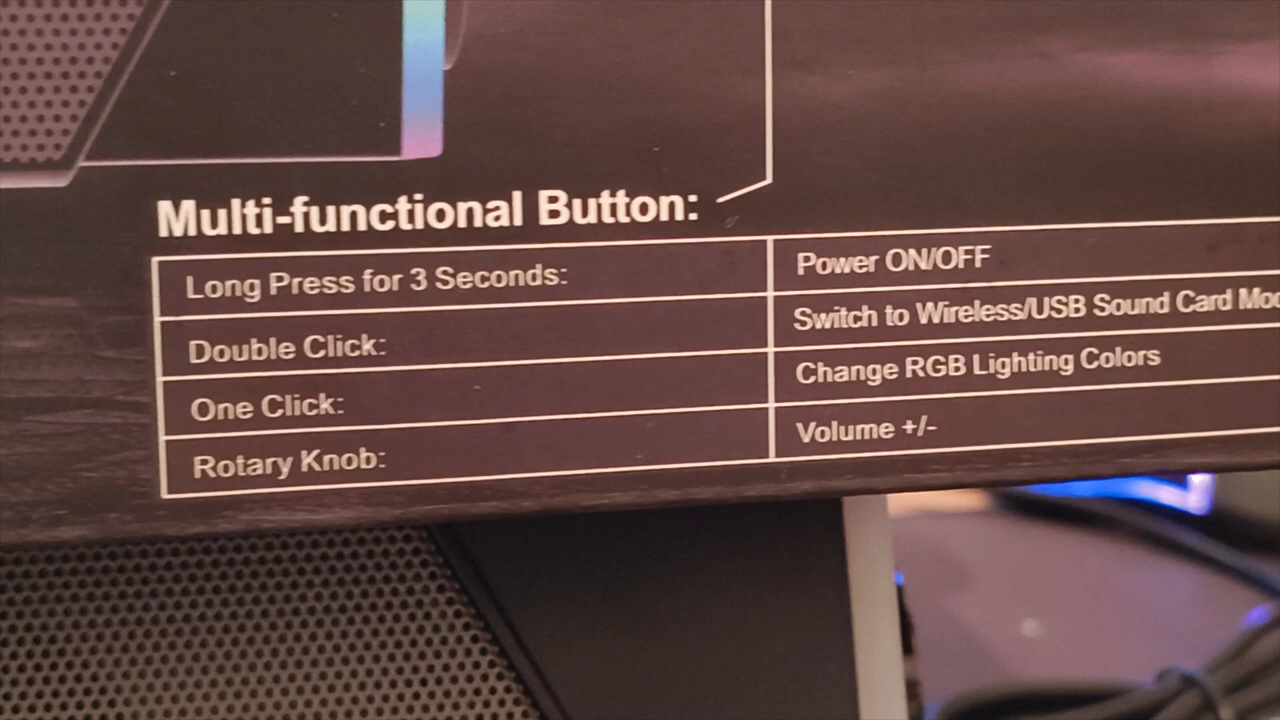 Multi-functional Button:
Long Press for 3 Seconds: Power ON/OFF
Double Click: Switch to Wireless/USB Sound Card
One Click: Change RGB Lighting Colors
Rotary Knob: Volume +/-